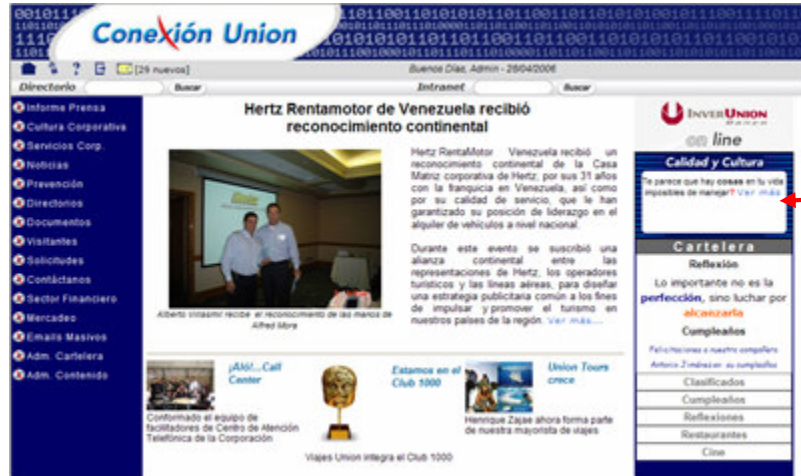 Conexión Union
[29 nuevos]
Buenos Días, Admin - 28/04/2006
Directorio
Buscar
Intranet
Buscar
Informe Prensa
Cultura Corporativa
Servicios Corp.
Noticias
Prevención
Directorios
Documentos
Visitantes
Solicitudes
Contáctanos
Sector Financiero
Mercadeo
Emails Masivos
Adm. Cartelera
Adm. Contenido
Hertz Rentamotor de Venezuela recibió
reconocimiento continental
Hertz RentaMotor Venezuela recibió un
reconocimiento continental de la Casa
Matriz corporativa de Hertz, por sus 31 años
con la franquicia en Venezuela, así como
por su calidad de servicio, que le han
garantizado su posición de liderazgo en el
alquiler de vehículos a nivel nacional.
Durante este evento se suscribió una
alianza continental entre las
representaciones de Hertz, los operadores
turísticos y las líneas aéreas, para diseñar
una estrategia publicitaria común a los fines
de impulsar y promover el turismo en
nuestros países de la región. Ver más...
Alberto Villasmil recibe el reconocimiento de las manos de
Alfred Mora
¡Aló!...Call
Center
Conformado el equipo de
facilitadores de Centro de Atención
Telefónica de la Corporación
Estamos en el
Club 1000
Viajes Union integra el Club 1000
Union Tours
crece
Henrique Zajae ahora forma parte
de nuestra mayorista de viajes
INVERUNION
Banco
on line
Calidad y Cultura
Te parece que hay cosas en tu vida
imposibles de manejar? Ver más
Cartelera
Reflexión
Lo importante no es la
perfección, sino luchar por
alcanzarla
Cumpleaños
Felicitaciones a nuestro compañero
Antonio en su cumpleaños
Clasificados
Cumpleaños
Reflexiones
Restaurantes
Cine